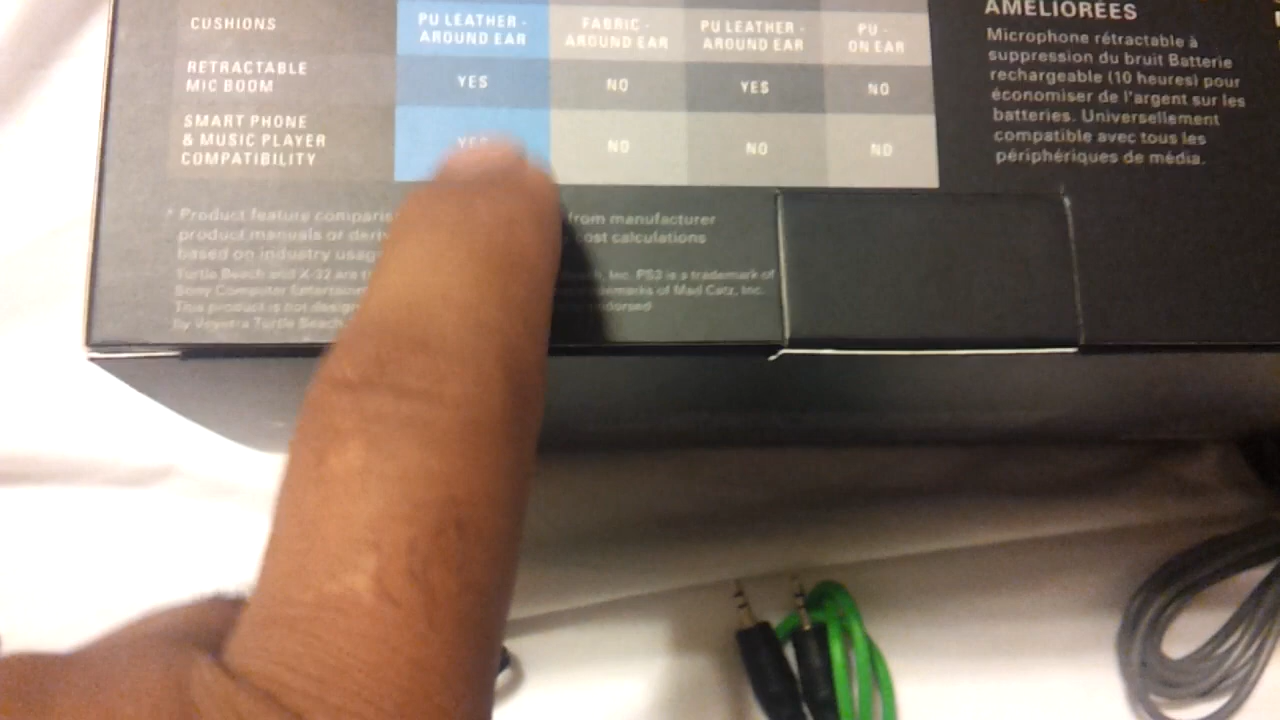 CUSHIONS
PU LEATHER - AROUND EAR
FABRIC - AROUND EAR
PU LEATHER - AROUND EAR
PU - ON EAR
RETRACTABLE
MIC BOOM
YES NO YES NO
SMART PHONE
& MUSIC PLAYER
COMPATIBILITY
YES NO NO NO
* Product feature from manufacturer
product manuals or cost calculations
based on industry
Turtle Beach and X-32 are Inc. PS3 is a trademark of
Sony Computer of Mad Catz, Inc.
This product is not endorsed
By Voyetra Turtle Beach
AMÉLIORÉES
Microphone rétractable à
suppression du bruit Batterie
rechargeable (10 heures) pour
économiser de l'argent sur les
batteries. Universellement
compatible avec tous les
périphériques de média.